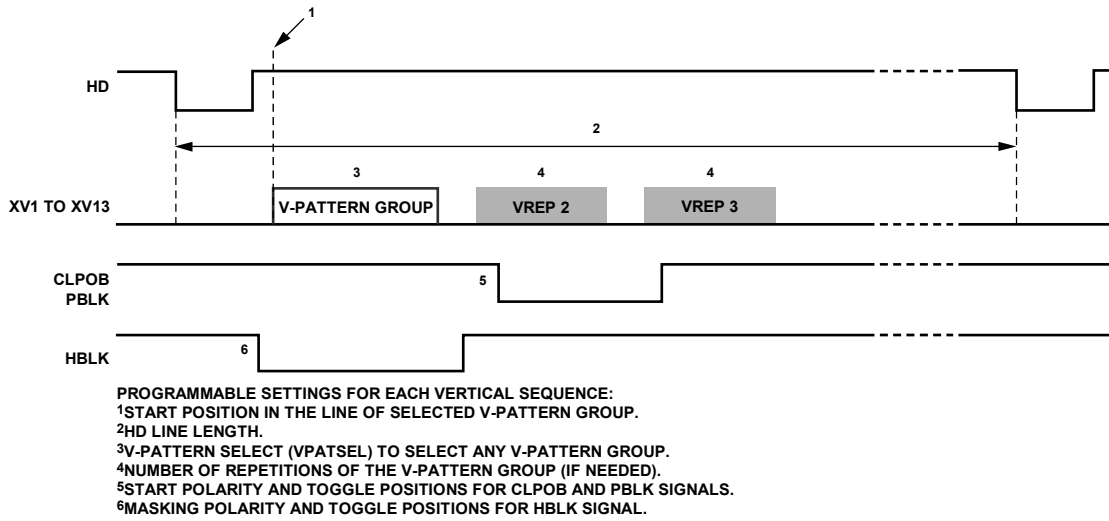 1
HD
2
3
4
4
XV1 TO XV13
V-PATTERN GROUP
VREP 2
VREP 3
CLPOB
PBLK
5
HBLK
6
PROGRAMMABLE SETTINGS FOR EACH VERTICAL SEQUENCE:
1START POSITION IN THE LINE OF SELECTED V-PATTERN GROUP.
2HD LINE LENGTH.
3V-PATTERN SELECT (VPATSEL) TO SELECT ANY V-PATTERN GROUP.
4NUMBER OF REPETITIONS OF THE V-PATTERN GROUP (IF NEEDED).
5START POLARITY AND TOGGLE POSITIONS FOR CLPOB AND PBLK SIGNALS.
6MASKING POLARITY AND TOGGLE POSITIONS FOR HBLK SIGNAL.